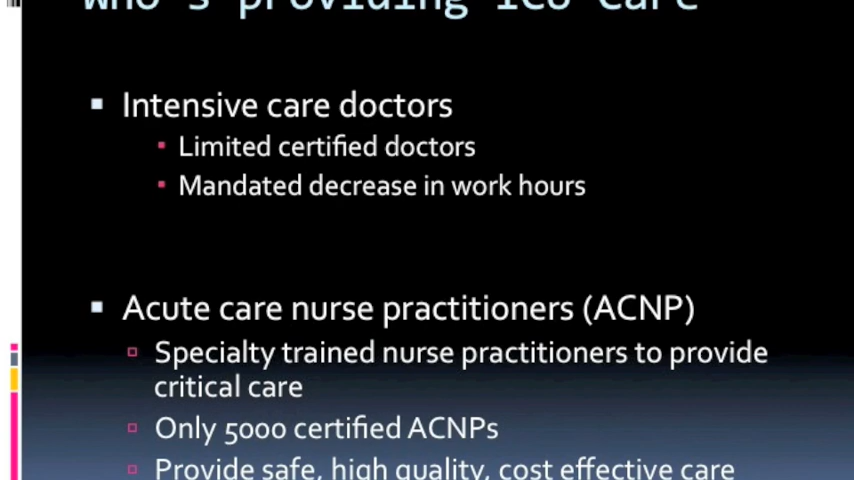 Who's providing ICU Care
Intensive care doctors
Limited certified doctors
Mandated decrease in work hours
Acute care nurse practitioners (ACNP)
Specialty trained nurse practitioners to provide
critical care
Only 5000 certified ACNPs
Provide safe, high quality, cost effective care